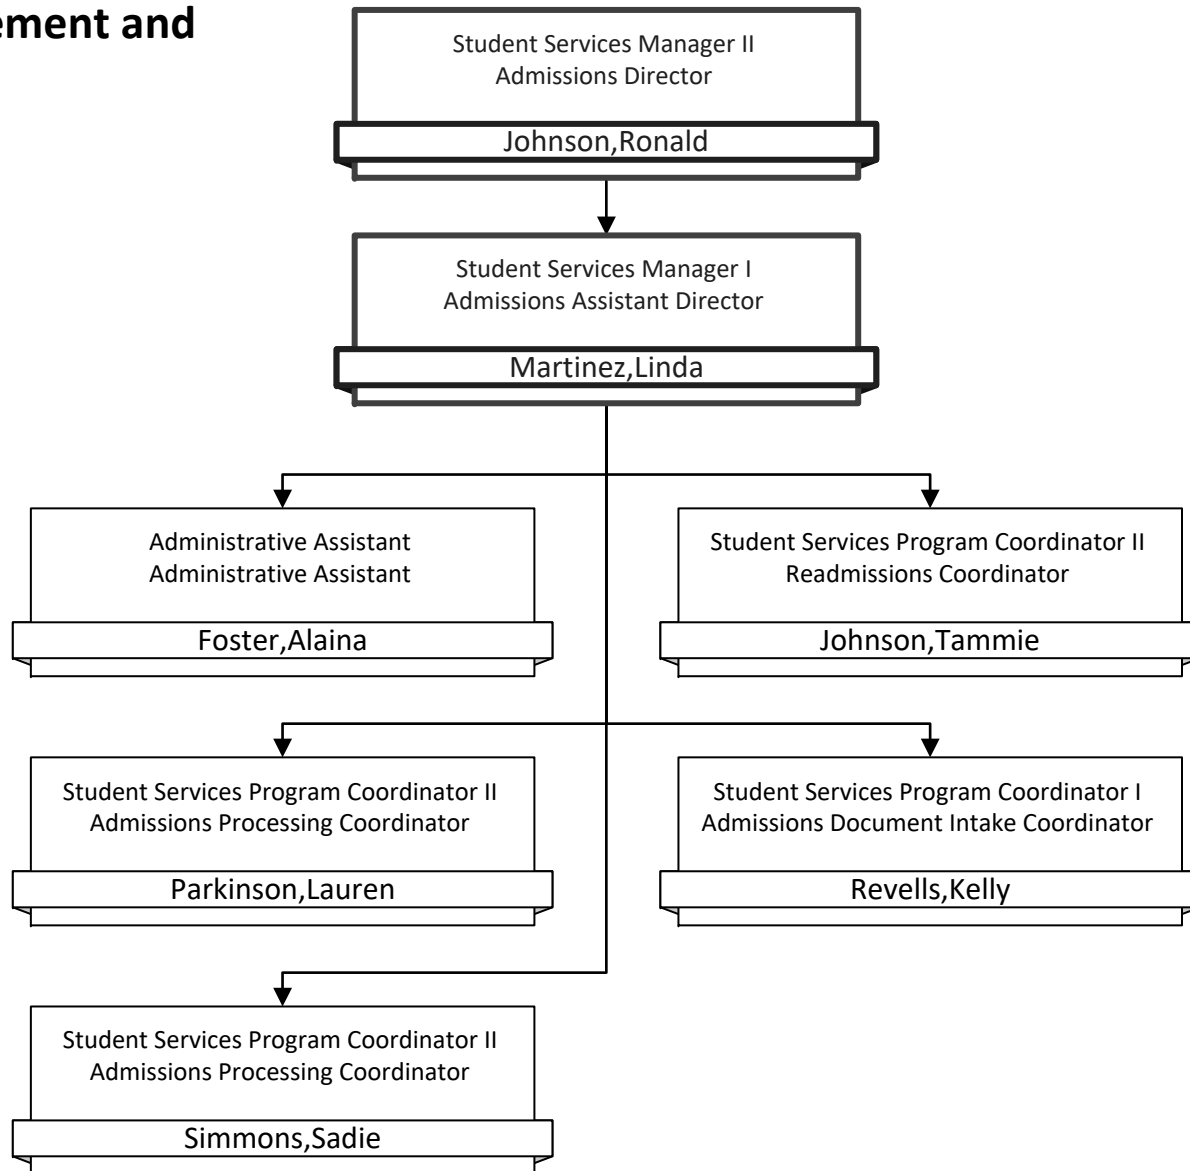 ement and
Student Services Manager II
Admissions Director
Johnson,Ronald
Student Services Manager I
Admissions Assistant Director
Martinez,Linda
Administrative Assistant
Administrative Assistant
Foster,Alaina
Student Services Program Coordinator II
Readmissions Coordinator
Johnson,Tammie
Student Services Program Coordinator II
Admissions Processing Coordinator
Parkinson,Lauren
Student Services Program Coordinator I
Admissions Document Intake Coordinator
Revells,Kelly
Student Services Program Coordinator II
Admissions Processing Coordinator
Simmons,Sadie